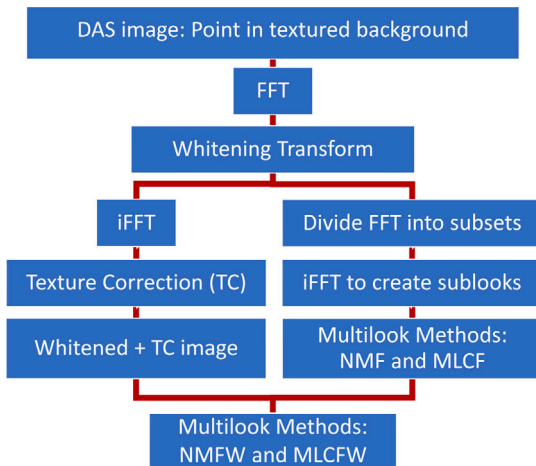 DAS image: Point in textured background
FFT
Whitening Transform
iFFT
Texture Correction (TC)
Whitened + TC image
Divide FFT into subsets
iFFT to create sublooks
Multilook Methods:
NMF and MLCF
Multilook Methods:
NMFW and MLCFW